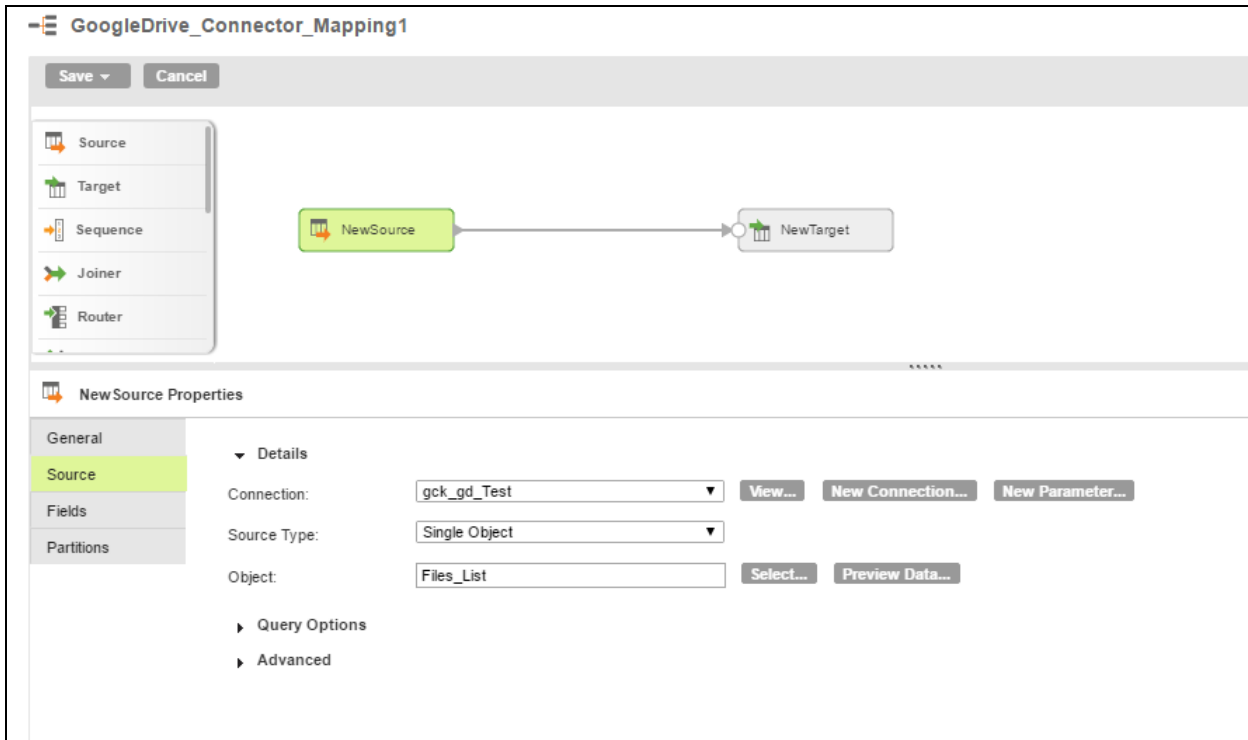 GoogleDrive_Connector_Mapping1
Save Cancel
Source
Target
Sequence
Joiner
Router
NewSource
NewTarget
NewSource Properties
General
Source
Fields
Partitions
Details
Connection: gck_gd_Test View... New Connection... New Parameter...
Source Type: Single Object
Object: Files_List Select... Preview Data...
Query Options
Advanced